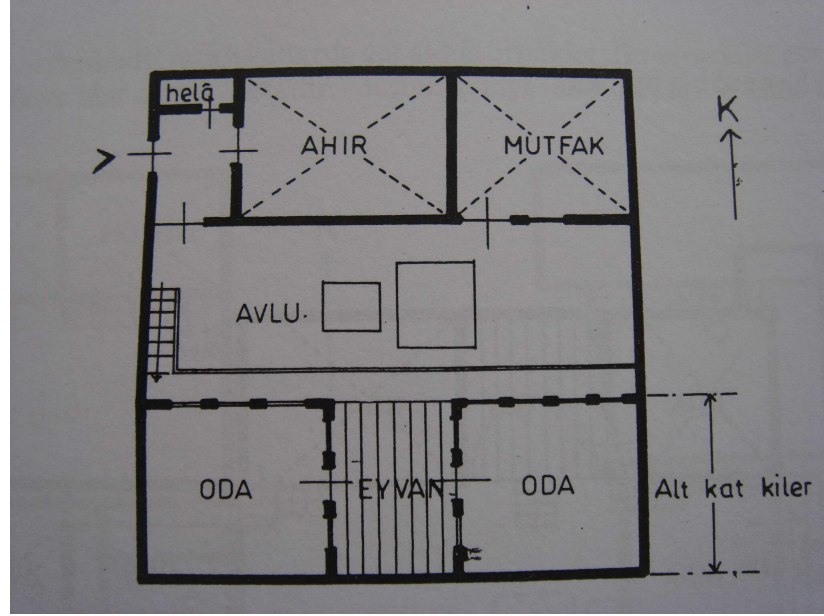 helâ
AHIR
MUTFAK
K
AVLU.
ODA
EYVAN
ODA
Alt kat kiler